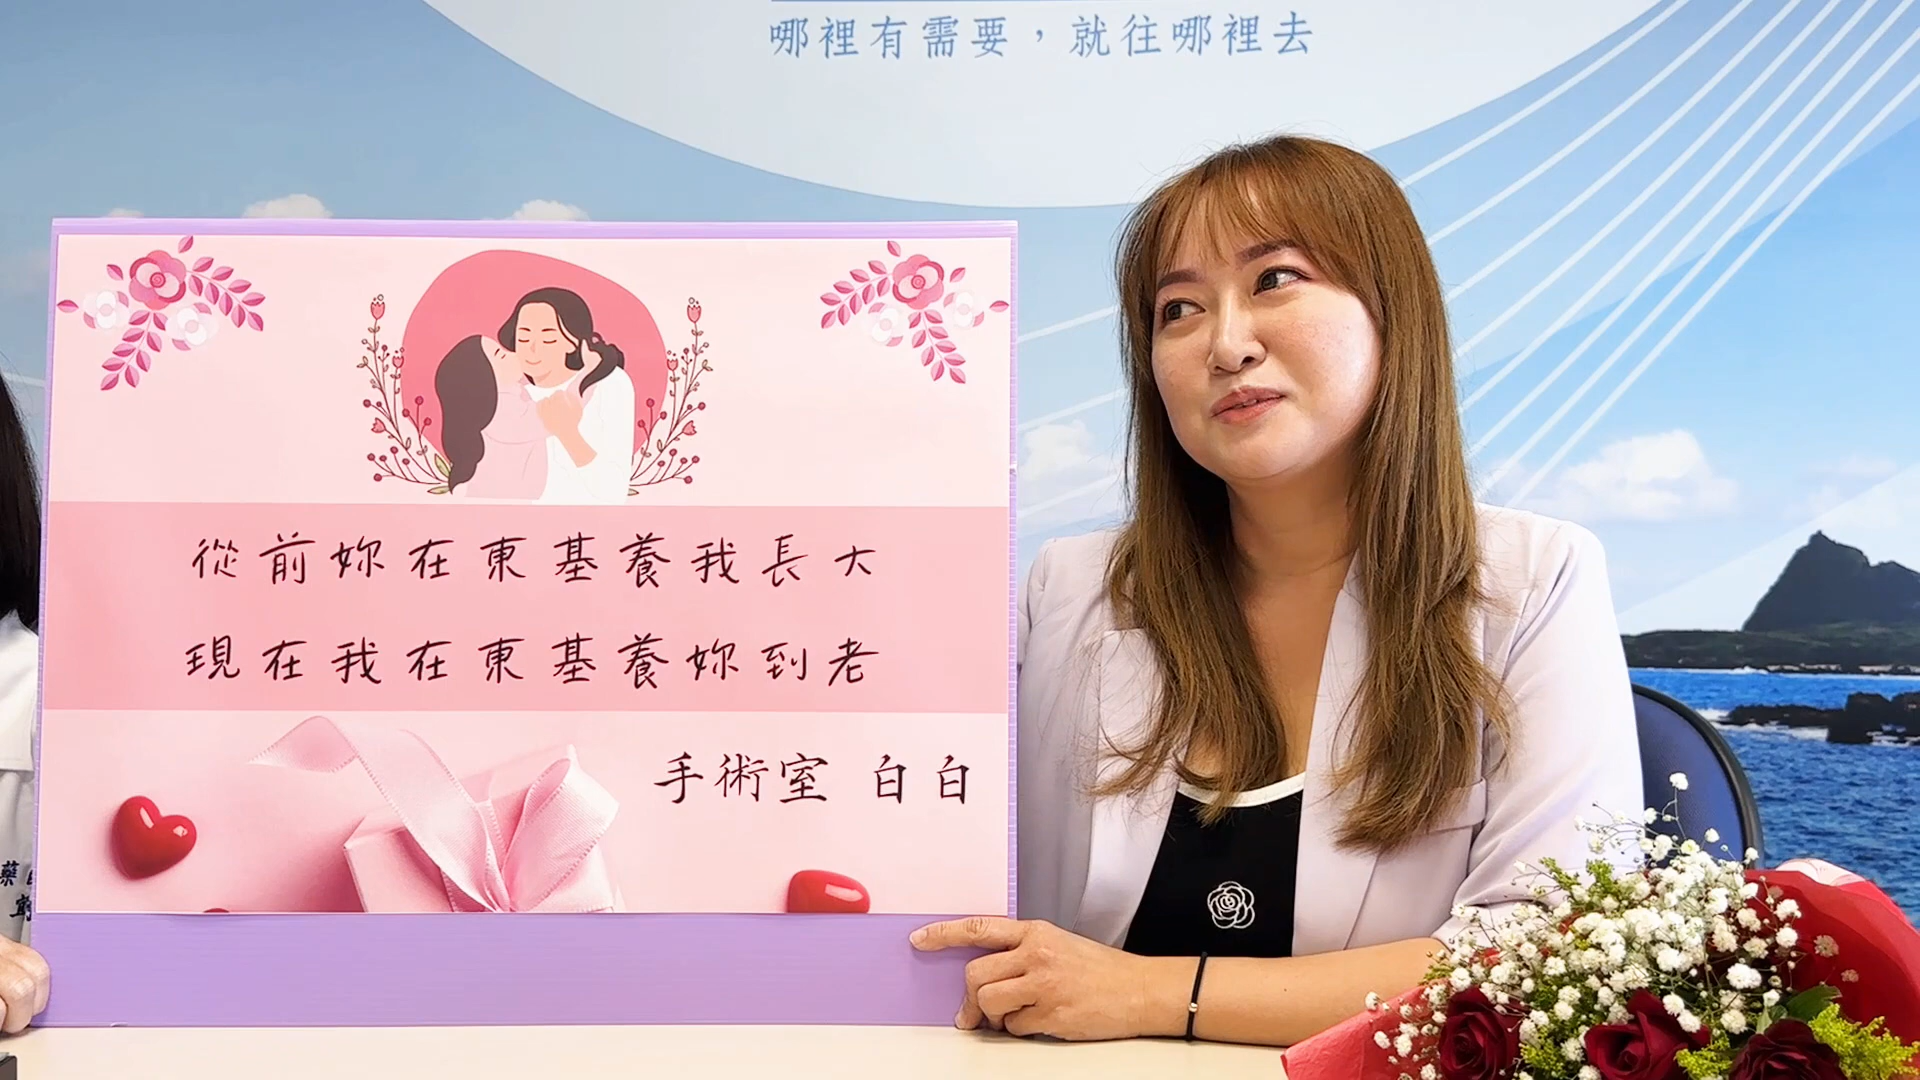 哪裡有需要，就往哪裡去
從前妳在東基養我長大
現在我在東基養妳到老
手術室 白白
藥